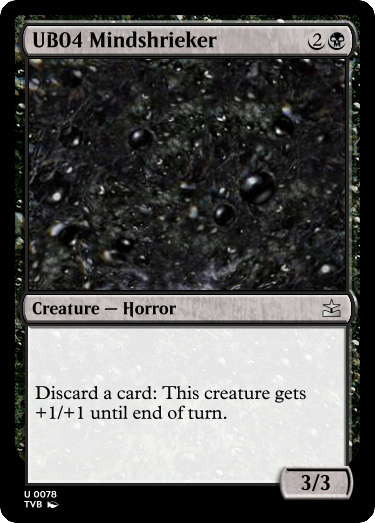 UB04 Mindshrieker 2
Creature — Horror
Discard a card: This creature gets
+1/+1 until end of turn.
3/3
U 0078
TVB